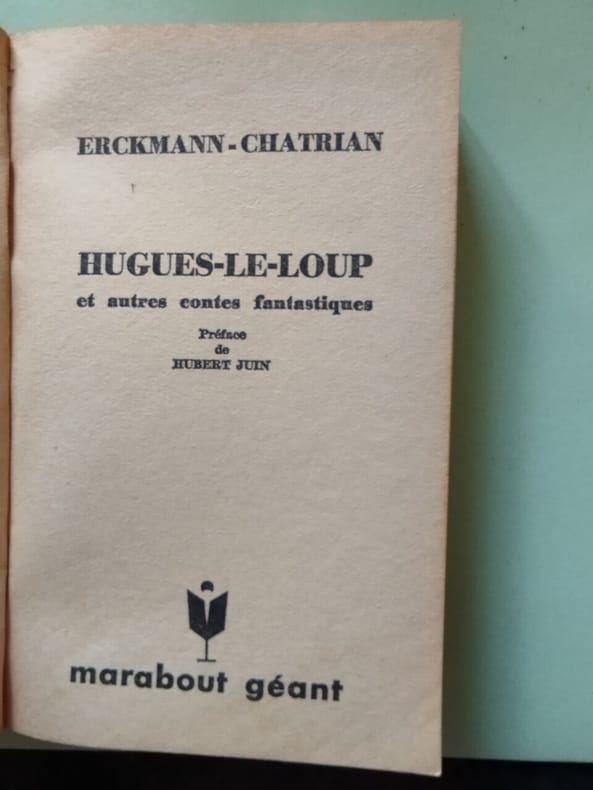 ERCKMANN-CHATRIAN
HUGUES-LE-LOUP
et autres contes fantastiques
Préface
de
HUBERT JUIN
marabout géant